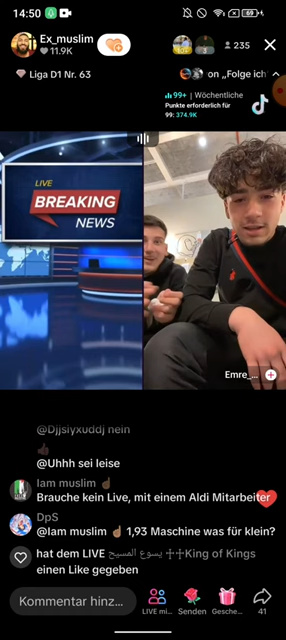 14:50
69
Ex_muslim
11.9K
3
235
Liga D1 Nr. 63
on „Folge ich
99+ | Wöchentliche
Punkte erforderlich für
99: 374.9K
LIVE
BREAKING
NEWS
Emre_...
@Djjsiyxuddj nein
@Uhhh sei leise
Iam muslim ☝🏽
Brauche kein Live, mit einem Aldi Mitarbeiter
DpS
@Iam muslim ☝🏽 1,93 Maschine was für klein?
hat dem LIVE يسوع المسيح ☩☩King of Kings
einen Like gegeben
Kommentar hinz...
LIVE mi...
Senden
Gesche...
41